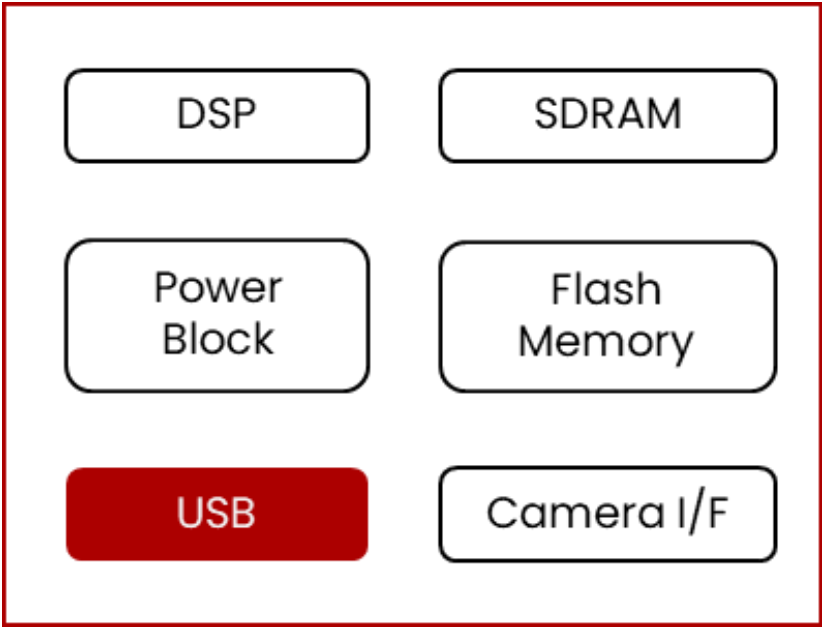 DSP
SDRAM
Power
Block
Flash
Memory
USB
Camera I/F